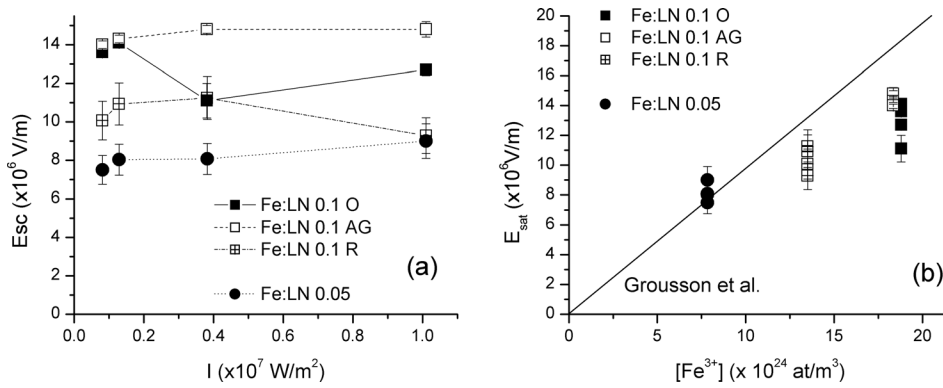 14
12
10
8
6
4
2
0
Esc (x10⁶ V/m)
0.0 0.2 0.4 0.6 0.8 1.0
I (x10⁷ W/m²)
Fe:LN 0.1 O
Fe:LN 0.1 AG
Fe:LN 0.1 R
Fe:LN 0.05
(a)
20
18
16
14
12
10
8
6
4
2
0
E_sat (x10⁶V/m)
0 5 10 15 20
[Fe³⁺] (x 10²⁴ at/m³)
Fe:LN 0.1 O
Fe:LN 0.1 AG
Fe:LN 0.1 R
Fe:LN 0.05
Grousson et al.
(b)